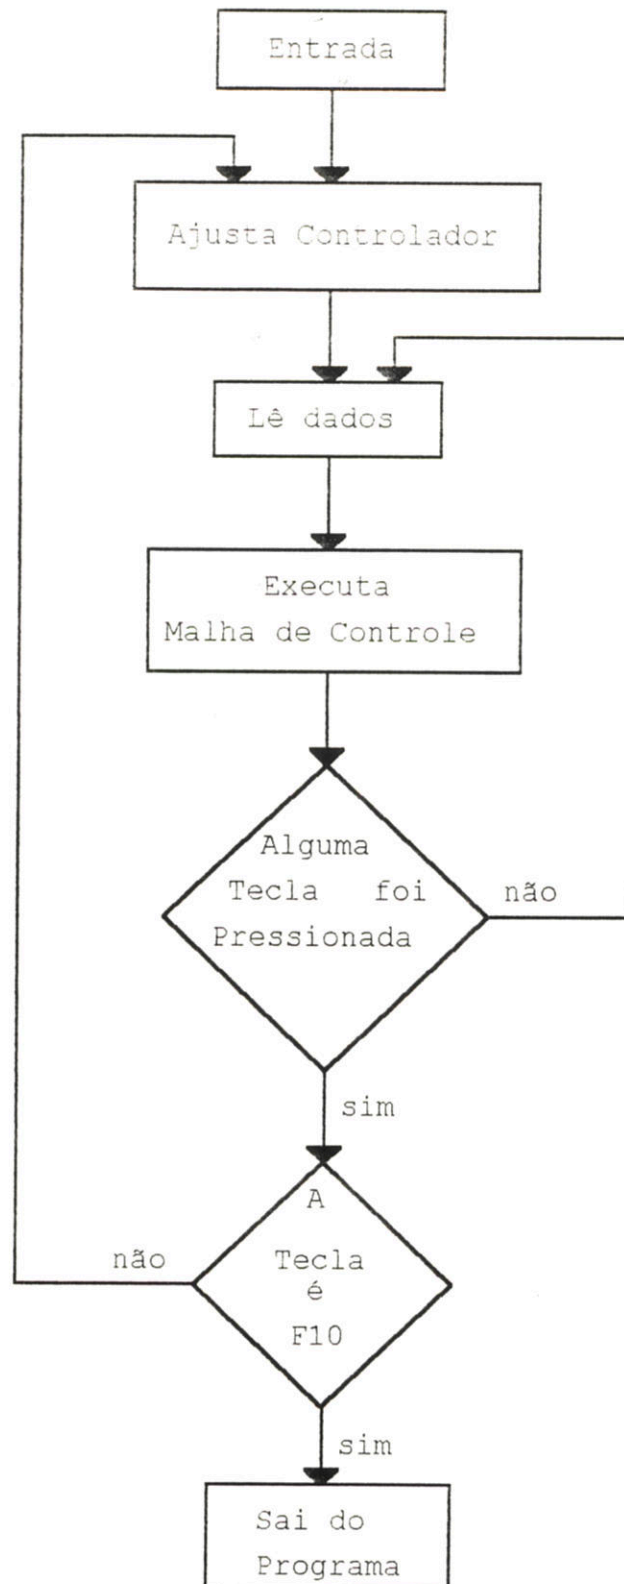 Entrada
Ajusta Controlador
Lê dados
Executa
Malha de Controle
Alguma
Tecla foi
Pressionada
não
sim
A
Tecla
é
F10
não
sim
Sai do
Programa